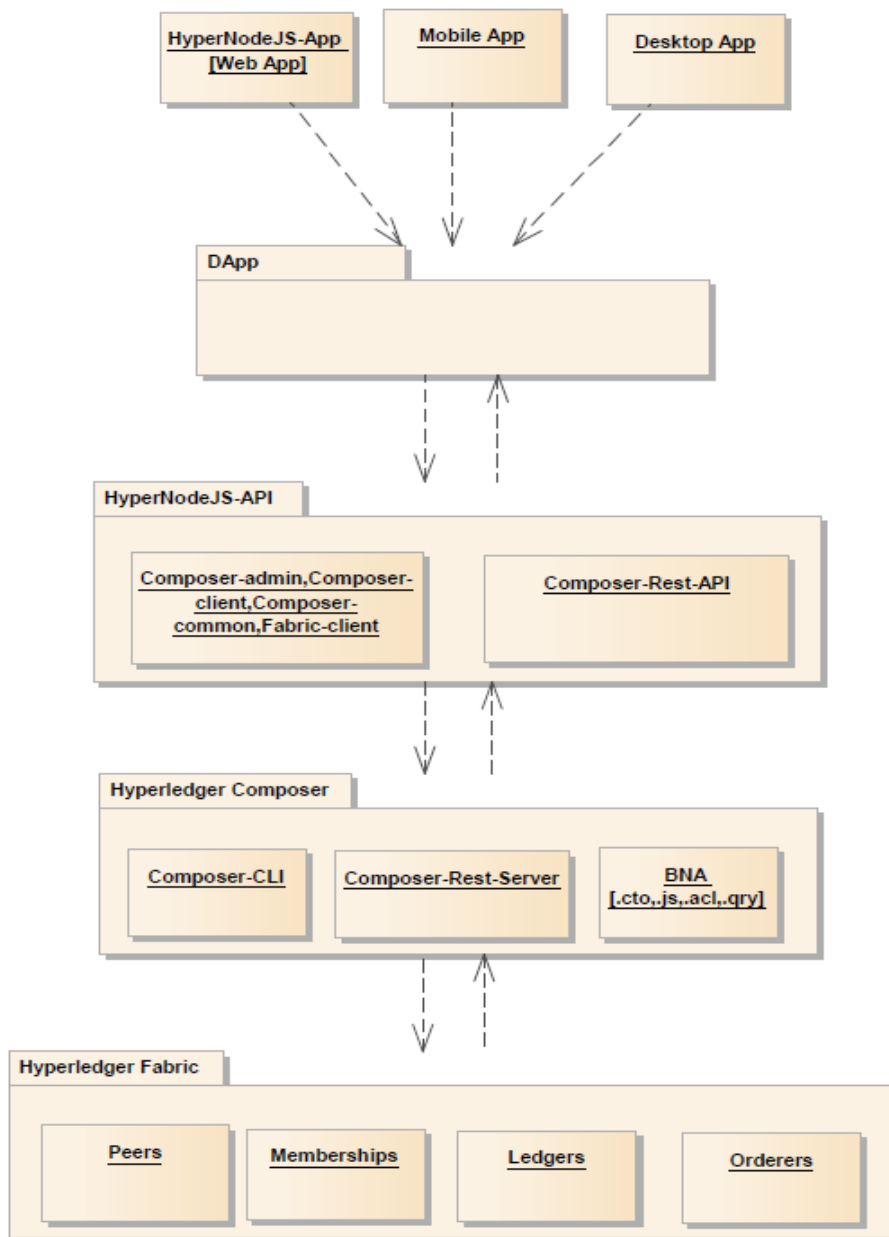 HyperNodeJS-App
[Web App]
Mobile App
Desktop App
DApp
HyperNodeJS-API
Composer-admin,Composer-
client,Composer-
common,Fabric-client
Composer-Rest-API
Hyperledger Composer
Composer-CLI
Composer-Rest-Server
BNA
[.cto,.js,.acl,.qry]
Hyperledger Fabric
Peers
Memberships
Ledgers
Orderers